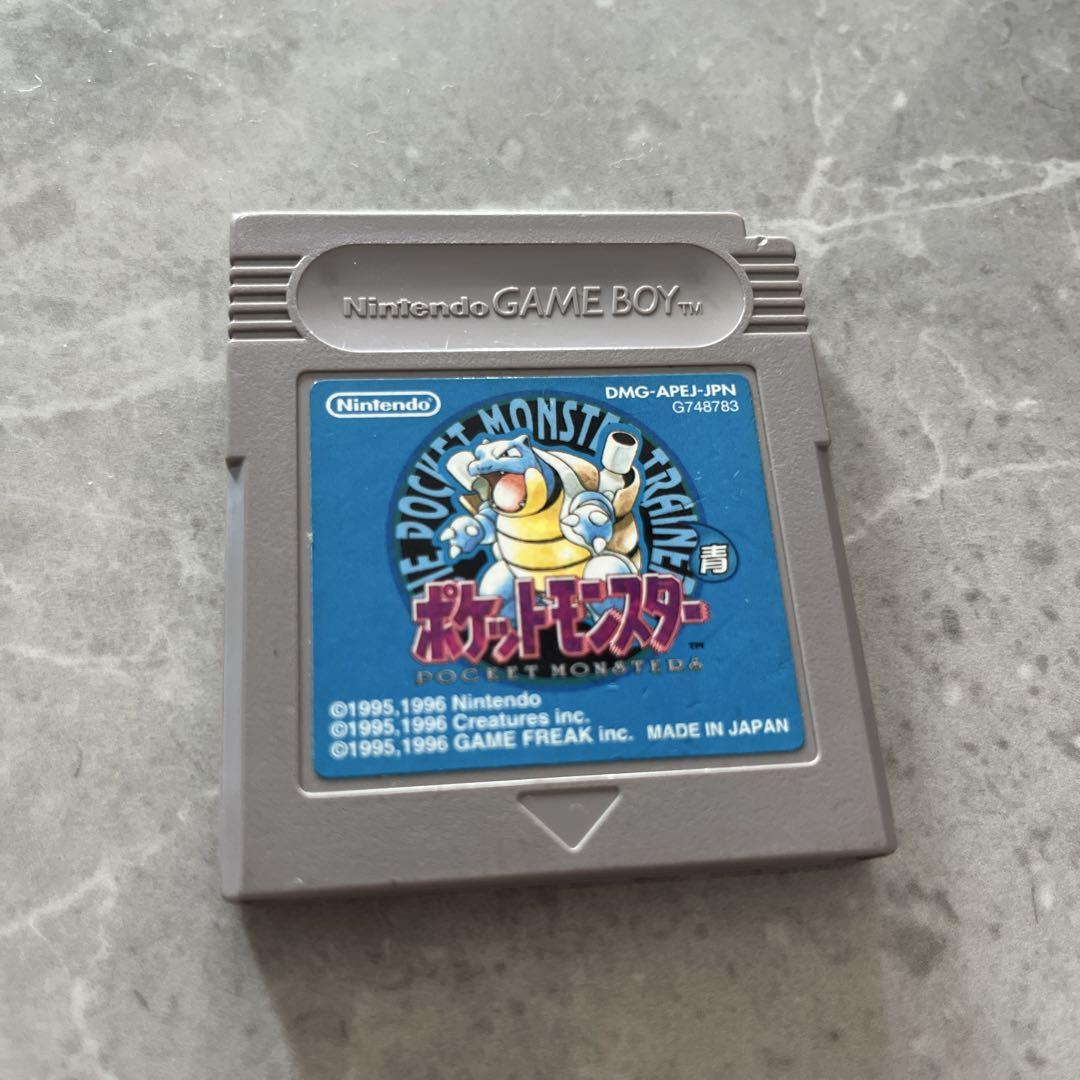 Nintendo GAME BOY™
Nintendo
DMG-APEJ-JPN
G748783
POCKET MONSTER TRAINER
青
ポケットモンスター
™
POCKET MONSTERS
©1995,1996 Nintendo
©1995,1996 Creatures inc.
©1995,1996 GAME FREAK inc. MADE IN JAPAN